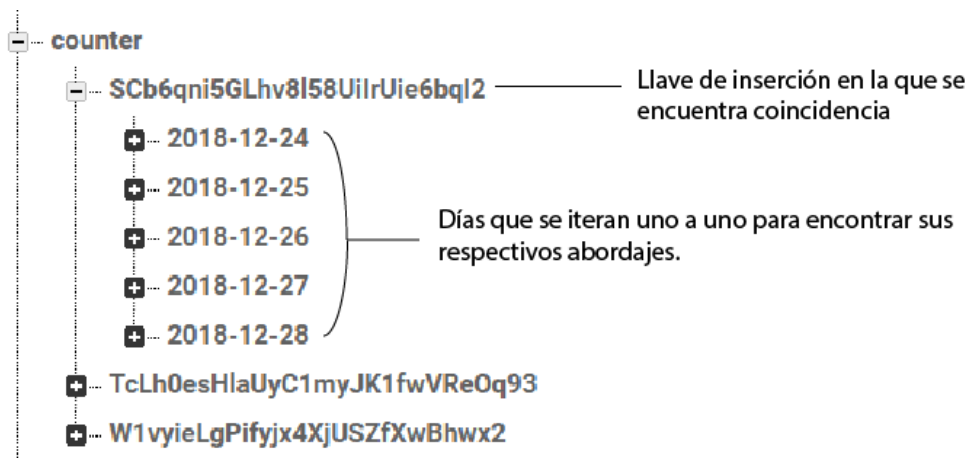 counter
SCb6qni5GLhv8l58UilrUie6bql2
Llave de inserción en la que se
encuentra coincidencia
2018-12-24
2018-12-25
2018-12-26
2018-12-27
2018-12-28
Días que se iteran uno a uno para encontrar sus
respectivos abordajes.
TcLh0esHlaUyC1myJK1fwVReOq93
W1vyieLgPifyjx4XjUSZfXwBhwx2